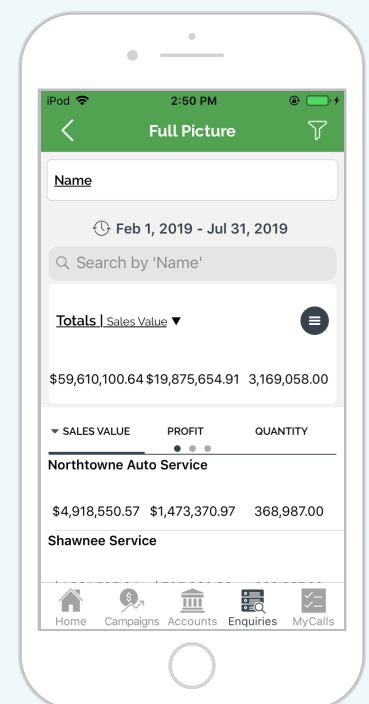 iPod 2:50 PM
Full Picture
Name
Feb 1, 2019 - Jul 31, 2019
Search by 'Name'
Totals | Sales Value ▼
$59,610,100.64 $19,875,654.91 3,169,058.00
SALES VALUE PROFIT QUANTITY
Northtowne Auto Service
$4,918,550.57 $1,473,370.97 368,987.00
Shawnee Service
Home Campaigns Accounts Enquiries MyCalls